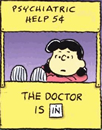 PSYCHIATRIC
HELP 5¢
THE DOCTOR
IS IN